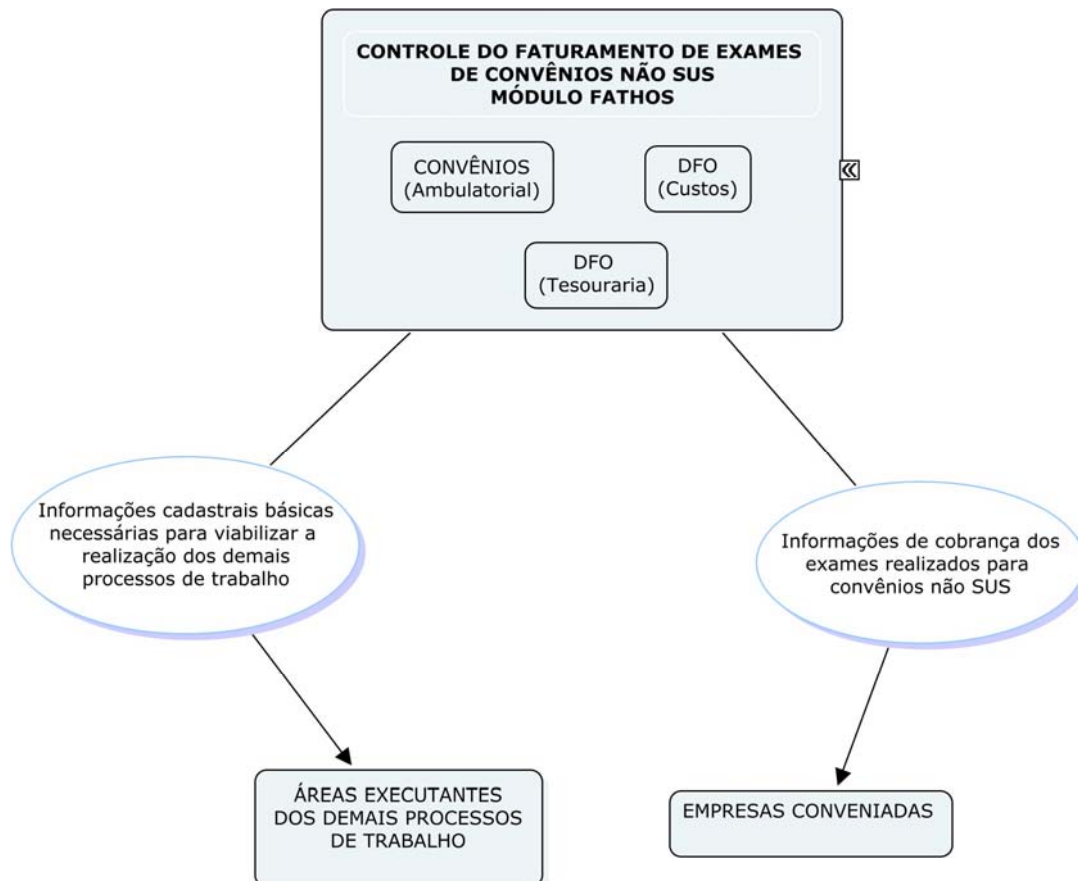 CONTROLE DO FATURAMENTO DE EXAMES
DE CONVÊNIOS NÃO SUS
MÓDULO FATHOS
CONVÊNIOS
(Ambulatorial)
DFO
(Custos)
DFO
(Tesouraria)
Informações cadastrais básicas
necessárias para viabilizar a
realização dos demais
processos de trabalho
Informações de cobrança dos
exames realizados para
convênios não SUS
ÁREAS EXECUTANTES
DOS DEMAIS PROCESSOS
DE TRABALHO
EMPRESAS CONVENIADAS